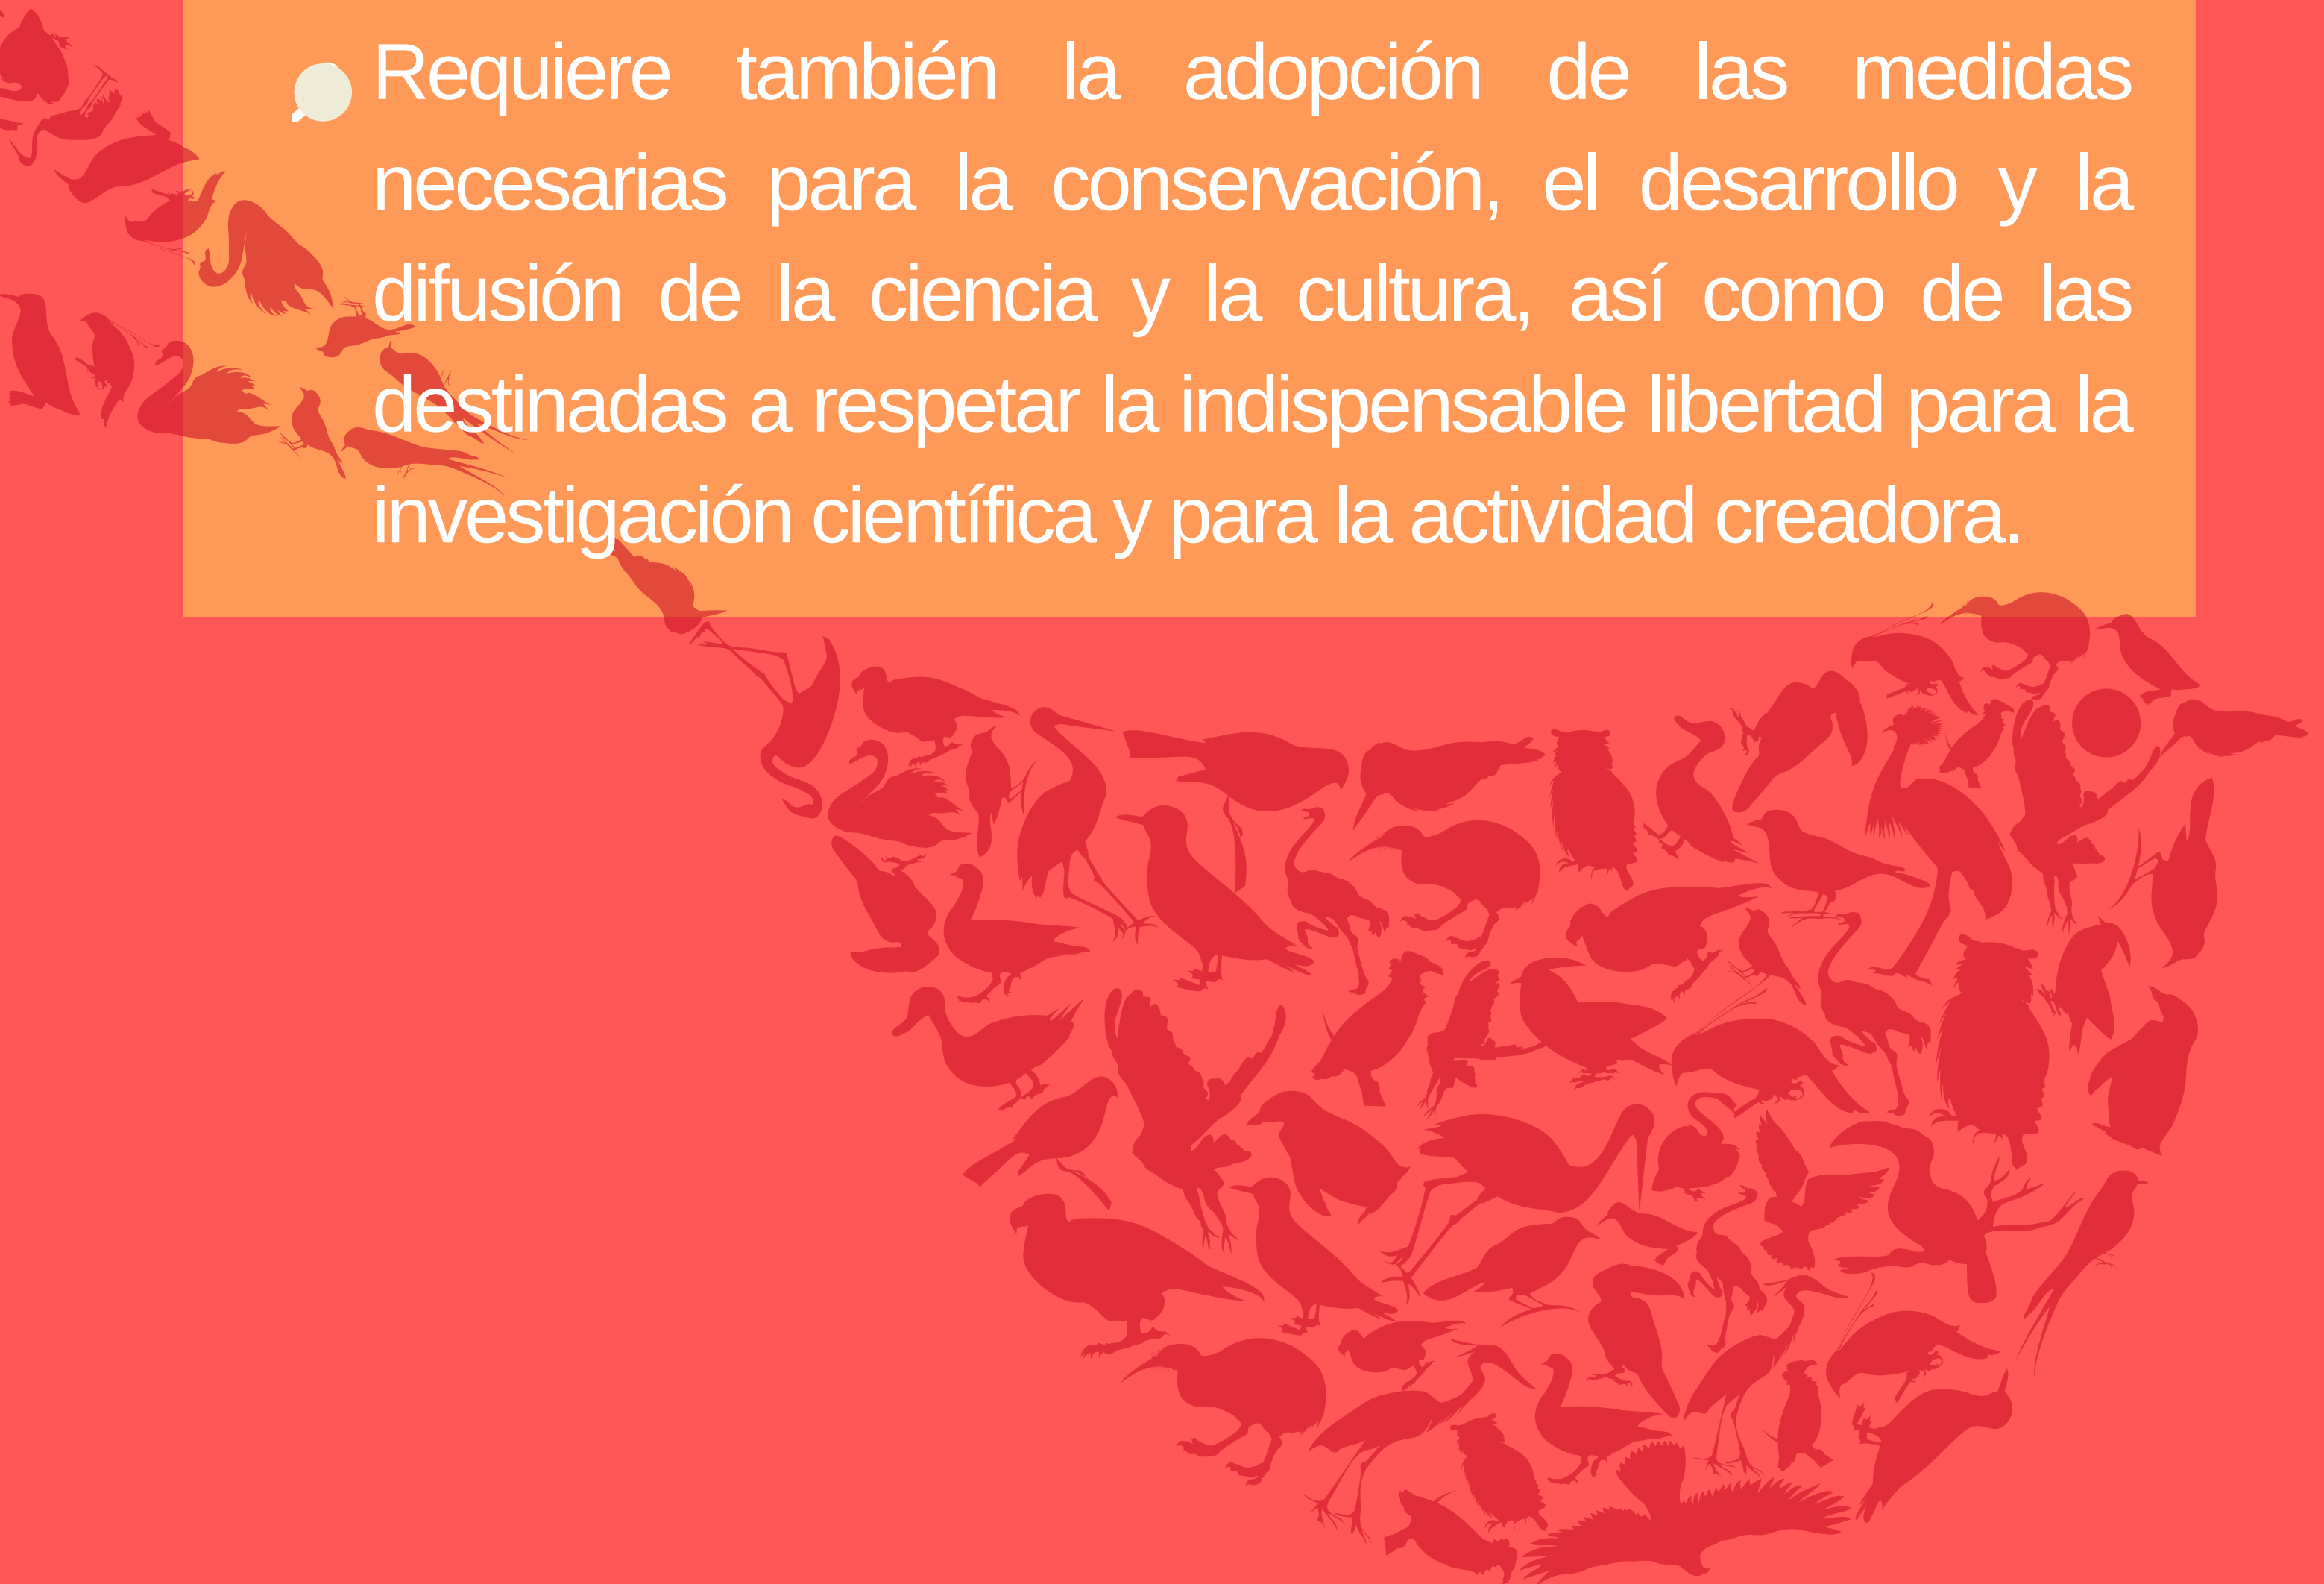 Requiere también la adopción de las medidas
necesarias para la conservación, el desarrollo y la
difusión de la ciencia y la cultura, así como de las
destinadas a respetar la indispensable libertad para la
investigación científica y para la actividad creadora.